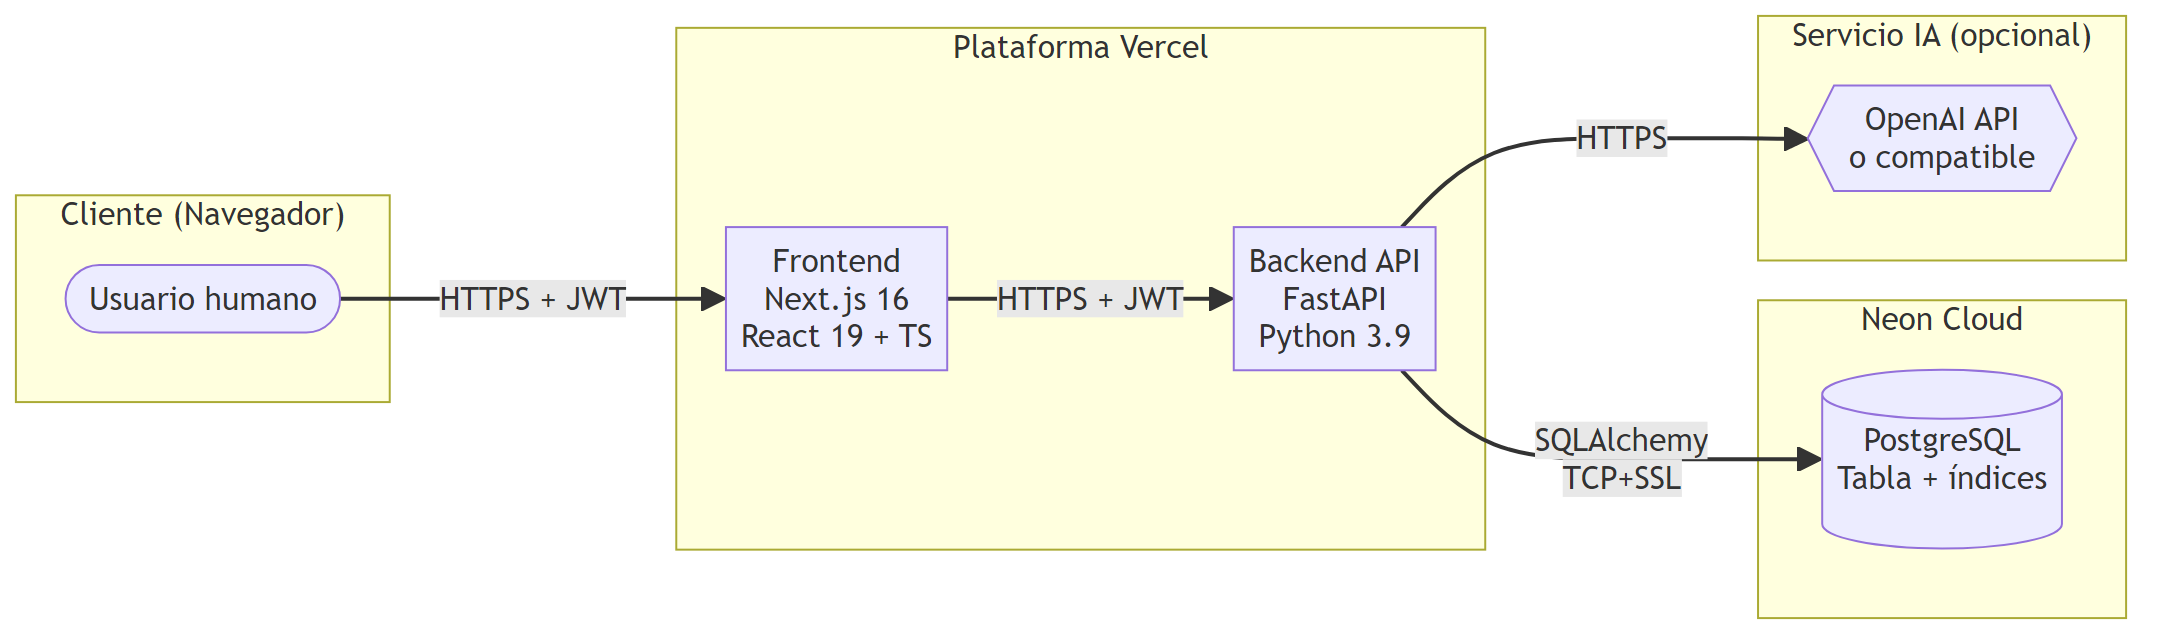 Cliente (Navegador)
Usuario humano
HTTPS + JWT
Plataforma Vercel
Frontend
Next.js 16
React 19 + TS
HTTPS + JWT
Backend API
FastAPI
Python 3.9
HTTPS
Servicio IA (opcional)
OpenAI API
o compatible
SQLAlchemy
TCP+SSL
Neon Cloud
PostgreSQL
Tabla + índices